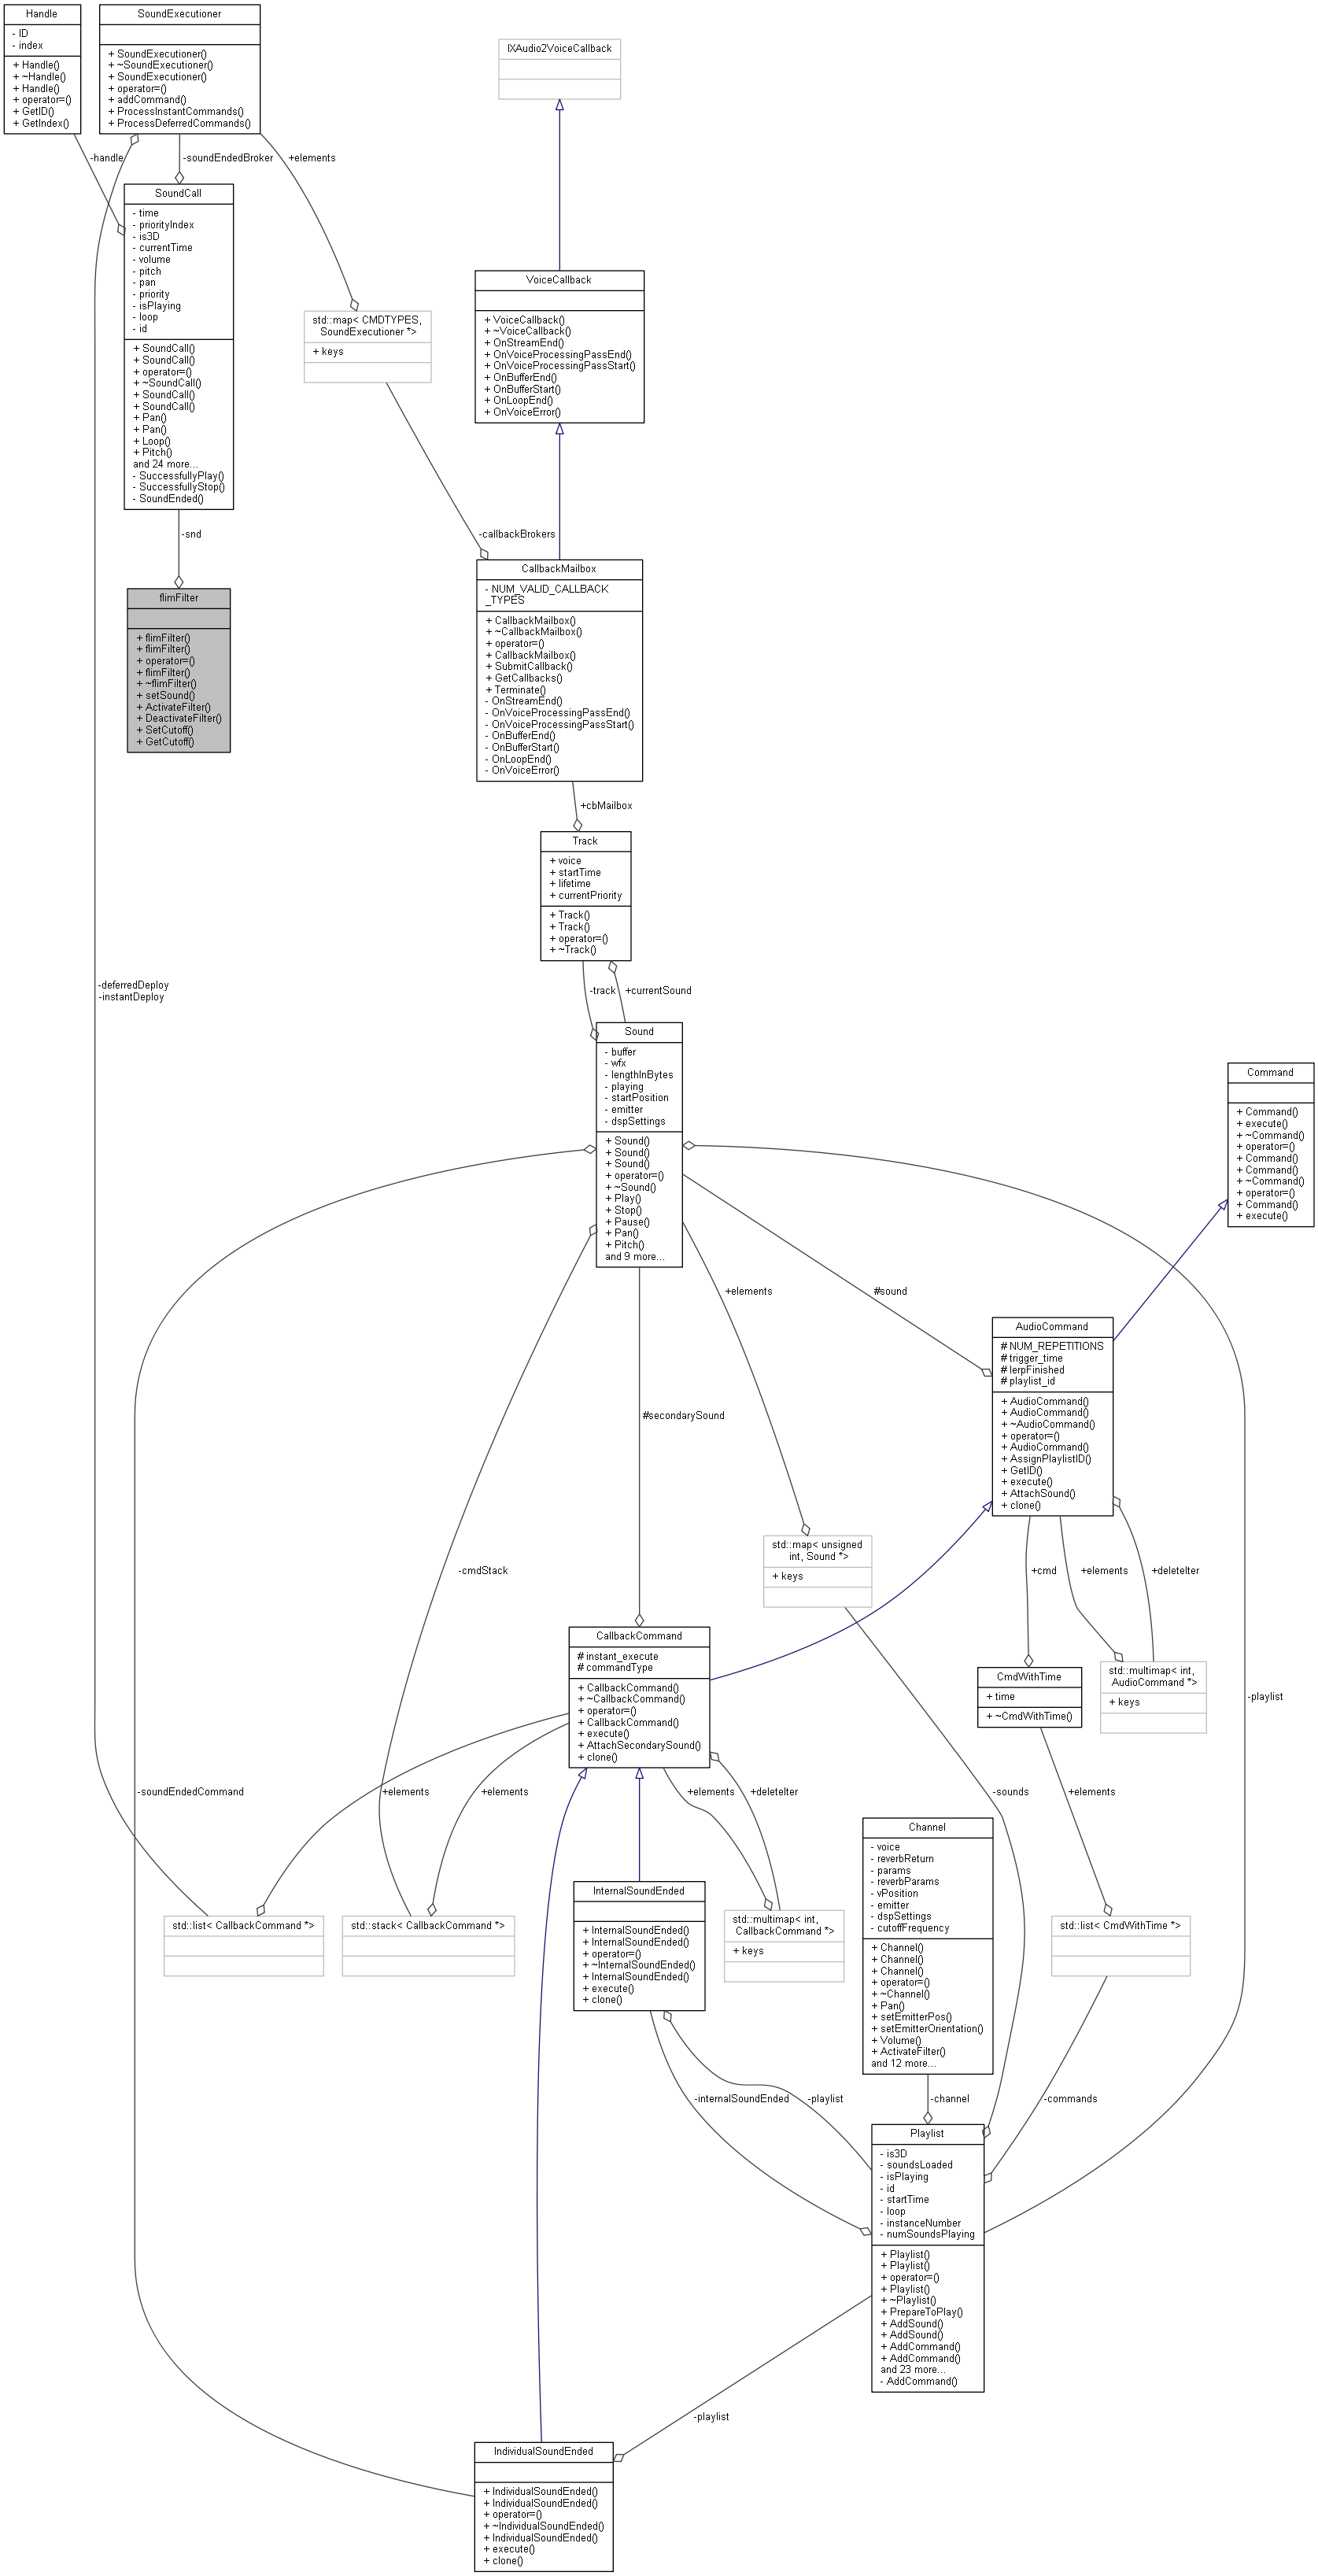 Handle
- ID
- index
+ Handle()
+ ~Handle()
+ Handle()
+ operator=()
+ GetID()
+ GetIndex()
SoundExecutioner
+ SoundExecutioner()
+ ~SoundExecutioner()
+ SoundExecutioner()
+ operator=()
+ addCommand()
+ ProcessInstantCommands()
+ ProcessDeferredCommands()
IXAudio2VoiceCallback
-handle
-soundEndedBroker
+elements
SoundCall
- time
- priorityIndex
- is3D
- currentTime
- volume
- pitch
- pan
- priority
- isPlaying
- loop
- id
+ SoundCall()
+ SoundCall()
+ operator=()
+ ~SoundCall()
+ SoundCall()
+ SoundCall()
+ Pan()
+ Pan()
+ Loop()
+ Pitch()
and 24 more...
- SuccessfullyPlay()
- SuccessfullyStop()
- SoundEnded()
std::map< CMDTYPES,
SoundExecutioner *>
+ keys
VoiceCallback
+ VoiceCallback()
+ ~VoiceCallback()
+ OnStreamEnd()
+ OnVoiceProcessingPassEnd()
+ OnVoiceProcessingPassStart()
+ OnBufferEnd()
+ OnBufferStart()
+ OnLoopEnd()
+ OnVoiceError()
-snd
-callbackBrokers
flimFilter
+ flimFilter()
+ flimFilter()
+ operator=()
+ flimFilter()
+ ~flimFilter()
+ setSound()
+ ActivateFilter()
+ DeactivateFilter()
+ SetCutoff()
+ GetCutoff()
CallbackMailbox
- NUM_VALID_CALLBACK
_TYPES
+ CallbackMailbox()
+ ~CallbackMailbox()
+ operator=()
+ CallbackMailbox()
+ SubmitCallback()
+ GetCallbacks()
+ Terminate()
- OnStreamEnd()
- OnVoiceProcessingPassEnd()
- OnVoiceProcessingPassStart()
- OnBufferEnd()
- OnBufferStart()
- OnLoopEnd()
- OnVoiceError()
+cbMailbox
Track
+ voice
+ startTime
+ lifetime
+ currentPriority
+ Track()
+ Track()
+ operator=()
+ ~Track()
-deferredDeploy
-instantDeploy
-track
+currentSound
Sound
- buffer
- wfx
- lengthInBytes
- playing
- startPosition
- emitter
- dspSettings
+ Sound()
+ Sound()
+ Sound()
+ operator=()
+ ~Sound()
+ Play()
+ Stop()
+ Pause()
+ Pan()
+ Pitch()
and 9 more...
Command
+ Command()
+ execute()
+ ~Command()
+ operator=()
+ Command()
+ Command()
+ ~Command()
+ operator=()
+ Command()
+ execute()
+elements
#sound
AudioCommand
# NUM_REPETITIONS
# trigger_time
# lerpFinished
# playlist_id
+ AudioCommand()
+ AudioCommand()
+ ~AudioCommand()
+ operator=()
+ AudioCommand()
+ AssignPlaylistID()
+ GetID()
+ execute()
+ AttachSound()
+ clone()
#secondarySound
-cmdStack
std::map< unsigned
int, Sound *>
+ keys
+cmd
+elements
+deleteIter
CallbackCommand
# instant_execute
# commandType
+ CallbackCommand()
+ ~CallbackCommand()
+ operator=()
+ CallbackCommand()
+ execute()
+ AttachSecondarySound()
+ clone()
CmdWithTime
+ time
+ ~CmdWithTime()
std::multimap< int,
AudioCommand *>
+ keys
-playlist
-soundEndedCommand
+elements
+elements
+elements
+deleteIter
-sounds
+elements
Channel
- voice
- reverbReturn
- params
- reverbParams
- vPosition
- emitter
- dspSettings
- cutoffFrequency
+ Channel()
+ Channel()
+ Channel()
+ operator=()
+ ~Channel()
+ Pan()
+ setEmitterPos()
+ setEmitterOrientation()
+ Volume()
+ ActivateFilter()
and 12 more...
std::list< CallbackCommand *>
std::stack< CallbackCommand *>
InternalSoundEnded
+ InternalSoundEnded()
+ InternalSoundEnded()
+ operator=()
+ ~InternalSoundEnded()
+ InternalSoundEnded()
+ execute()
+ clone()
std::multimap< int,
CallbackCommand *>
+ keys
std::list< CmdWithTime *>
-internalSoundEnded
-playlist
-channel
-commands
Playlist
- is3D
- soundsLoaded
- isPlaying
- id
- startTime
- loop
- instanceNumber
- numSoundsPlaying
+ Playlist()
+ Playlist()
+ operator=()
+ Playlist()
+ ~Playlist()
+ PrepareToPlay()
+ AddSound()
+ AddSound()
+ AddCommand()
+ AddCommand()
and 23 more...
- AddCommand()
-playlist
IndividualSoundEnded
+ IndividualSoundEnded()
+ IndividualSoundEnded()
+ operator=()
+ ~IndividualSoundEnded()
+ IndividualSoundEnded()
+ execute()
+ clone()